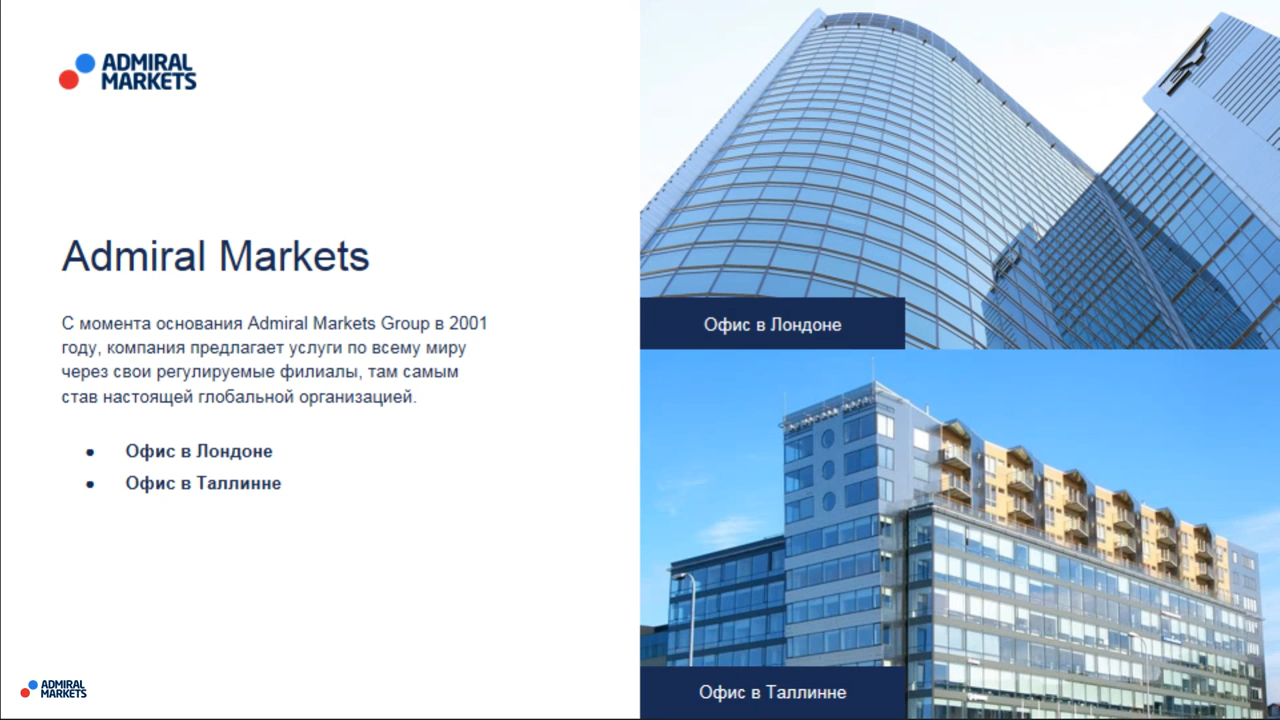 ADMIRAL
MARKETS
Admiral Markets
С момента основания Admiral Markets Group в 2001
году, компания предлагает услуги по всему миру
через свои регулируемые филиалы, там самым
став настоящей глобальной организацией.
• Офис в Лондоне
• Офис в Таллинне
Офис в Лондоне
Офис в Таллинне
ADMIRAL
MARKETS